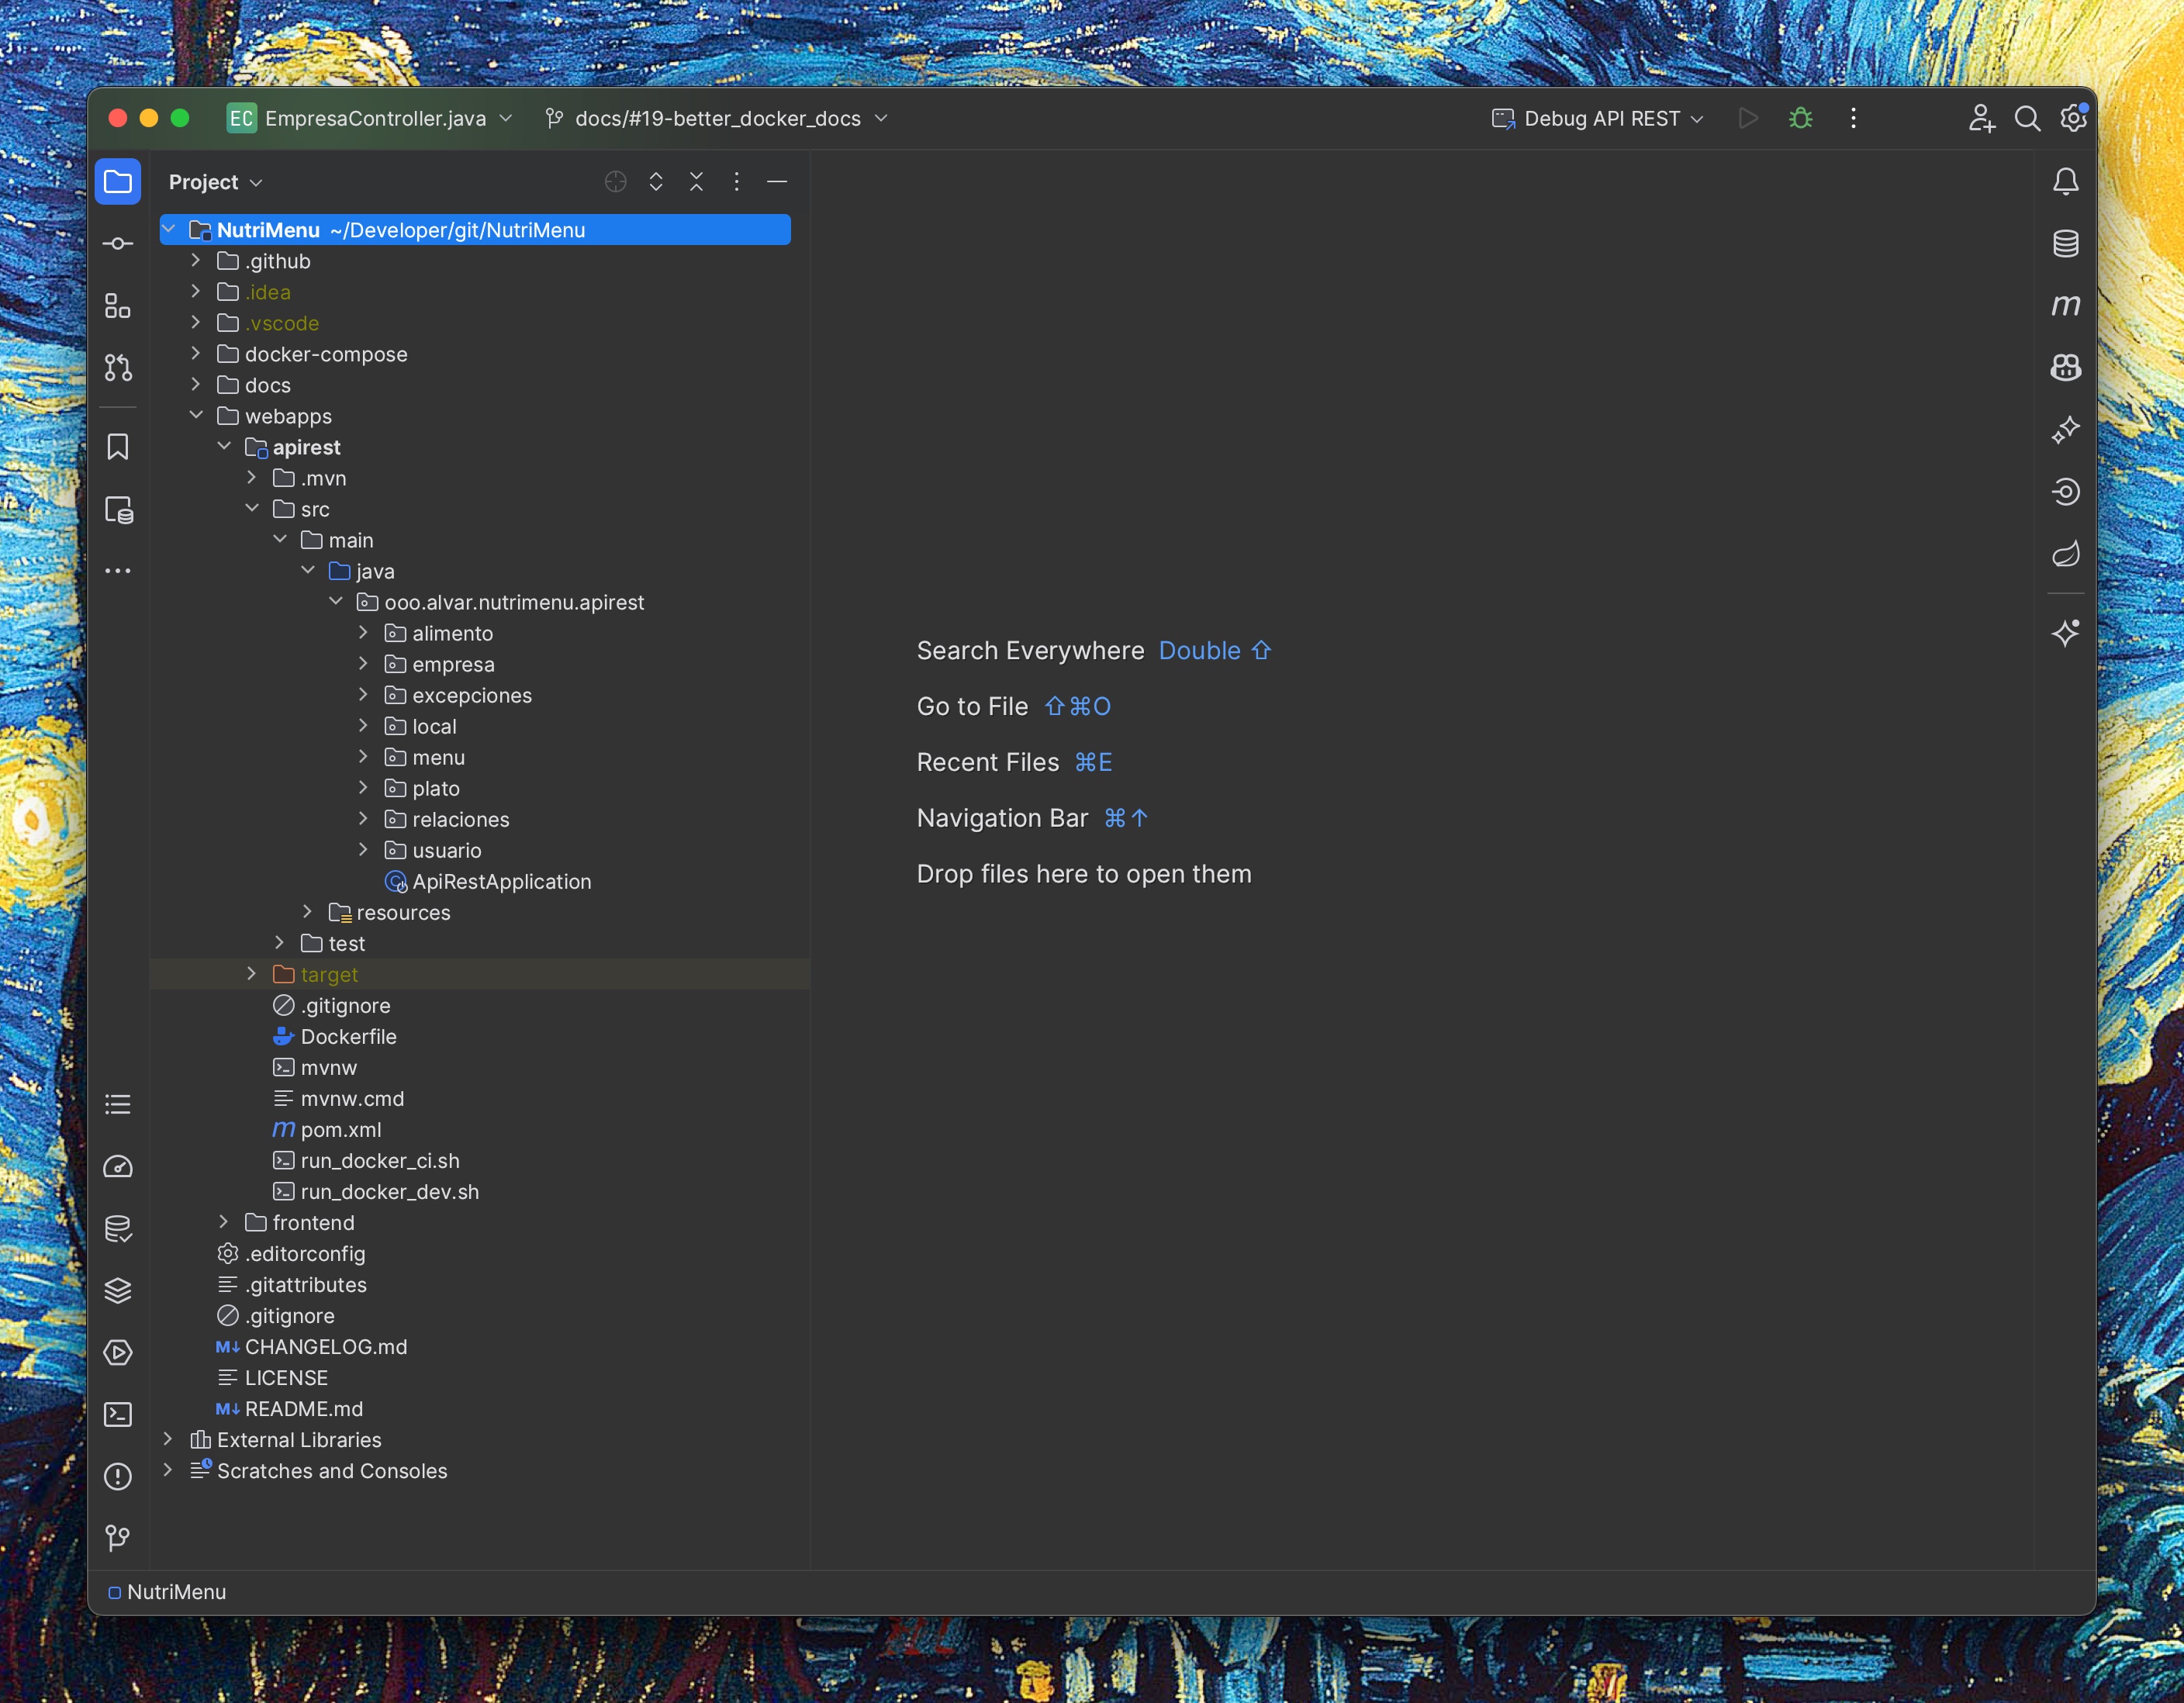 EC EmpresaController.java docs/#19-better_docker_docs Debug API REST
Project
NutriMenu ~/Developer/git/NutriMenu
.github
.idea
.vscode
docker-compose
docs
webapps
apirest
.mvn
src
main
java
ooo.alvar.nutrimenu.apirest
alimento
empresa
excepciones
local
menu
plato
relaciones
usuario
ApiRestApplication
resources
test
target
.gitignore
Dockerfile
mvnw
mvnw.cmd
pom.xml
run_docker_ci.sh
run_docker_dev.sh
frontend
.editorconfig
.gitattributes
.gitignore
CHANGELOG.md
LICENSE
README.md
External Libraries
Scratches and Consoles
Search Everywhere Double ⇧
Go to File ⇧⌘O
Recent Files ⌘E
Navigation Bar ⌘↑
Drop files here to open them
NutriMenu